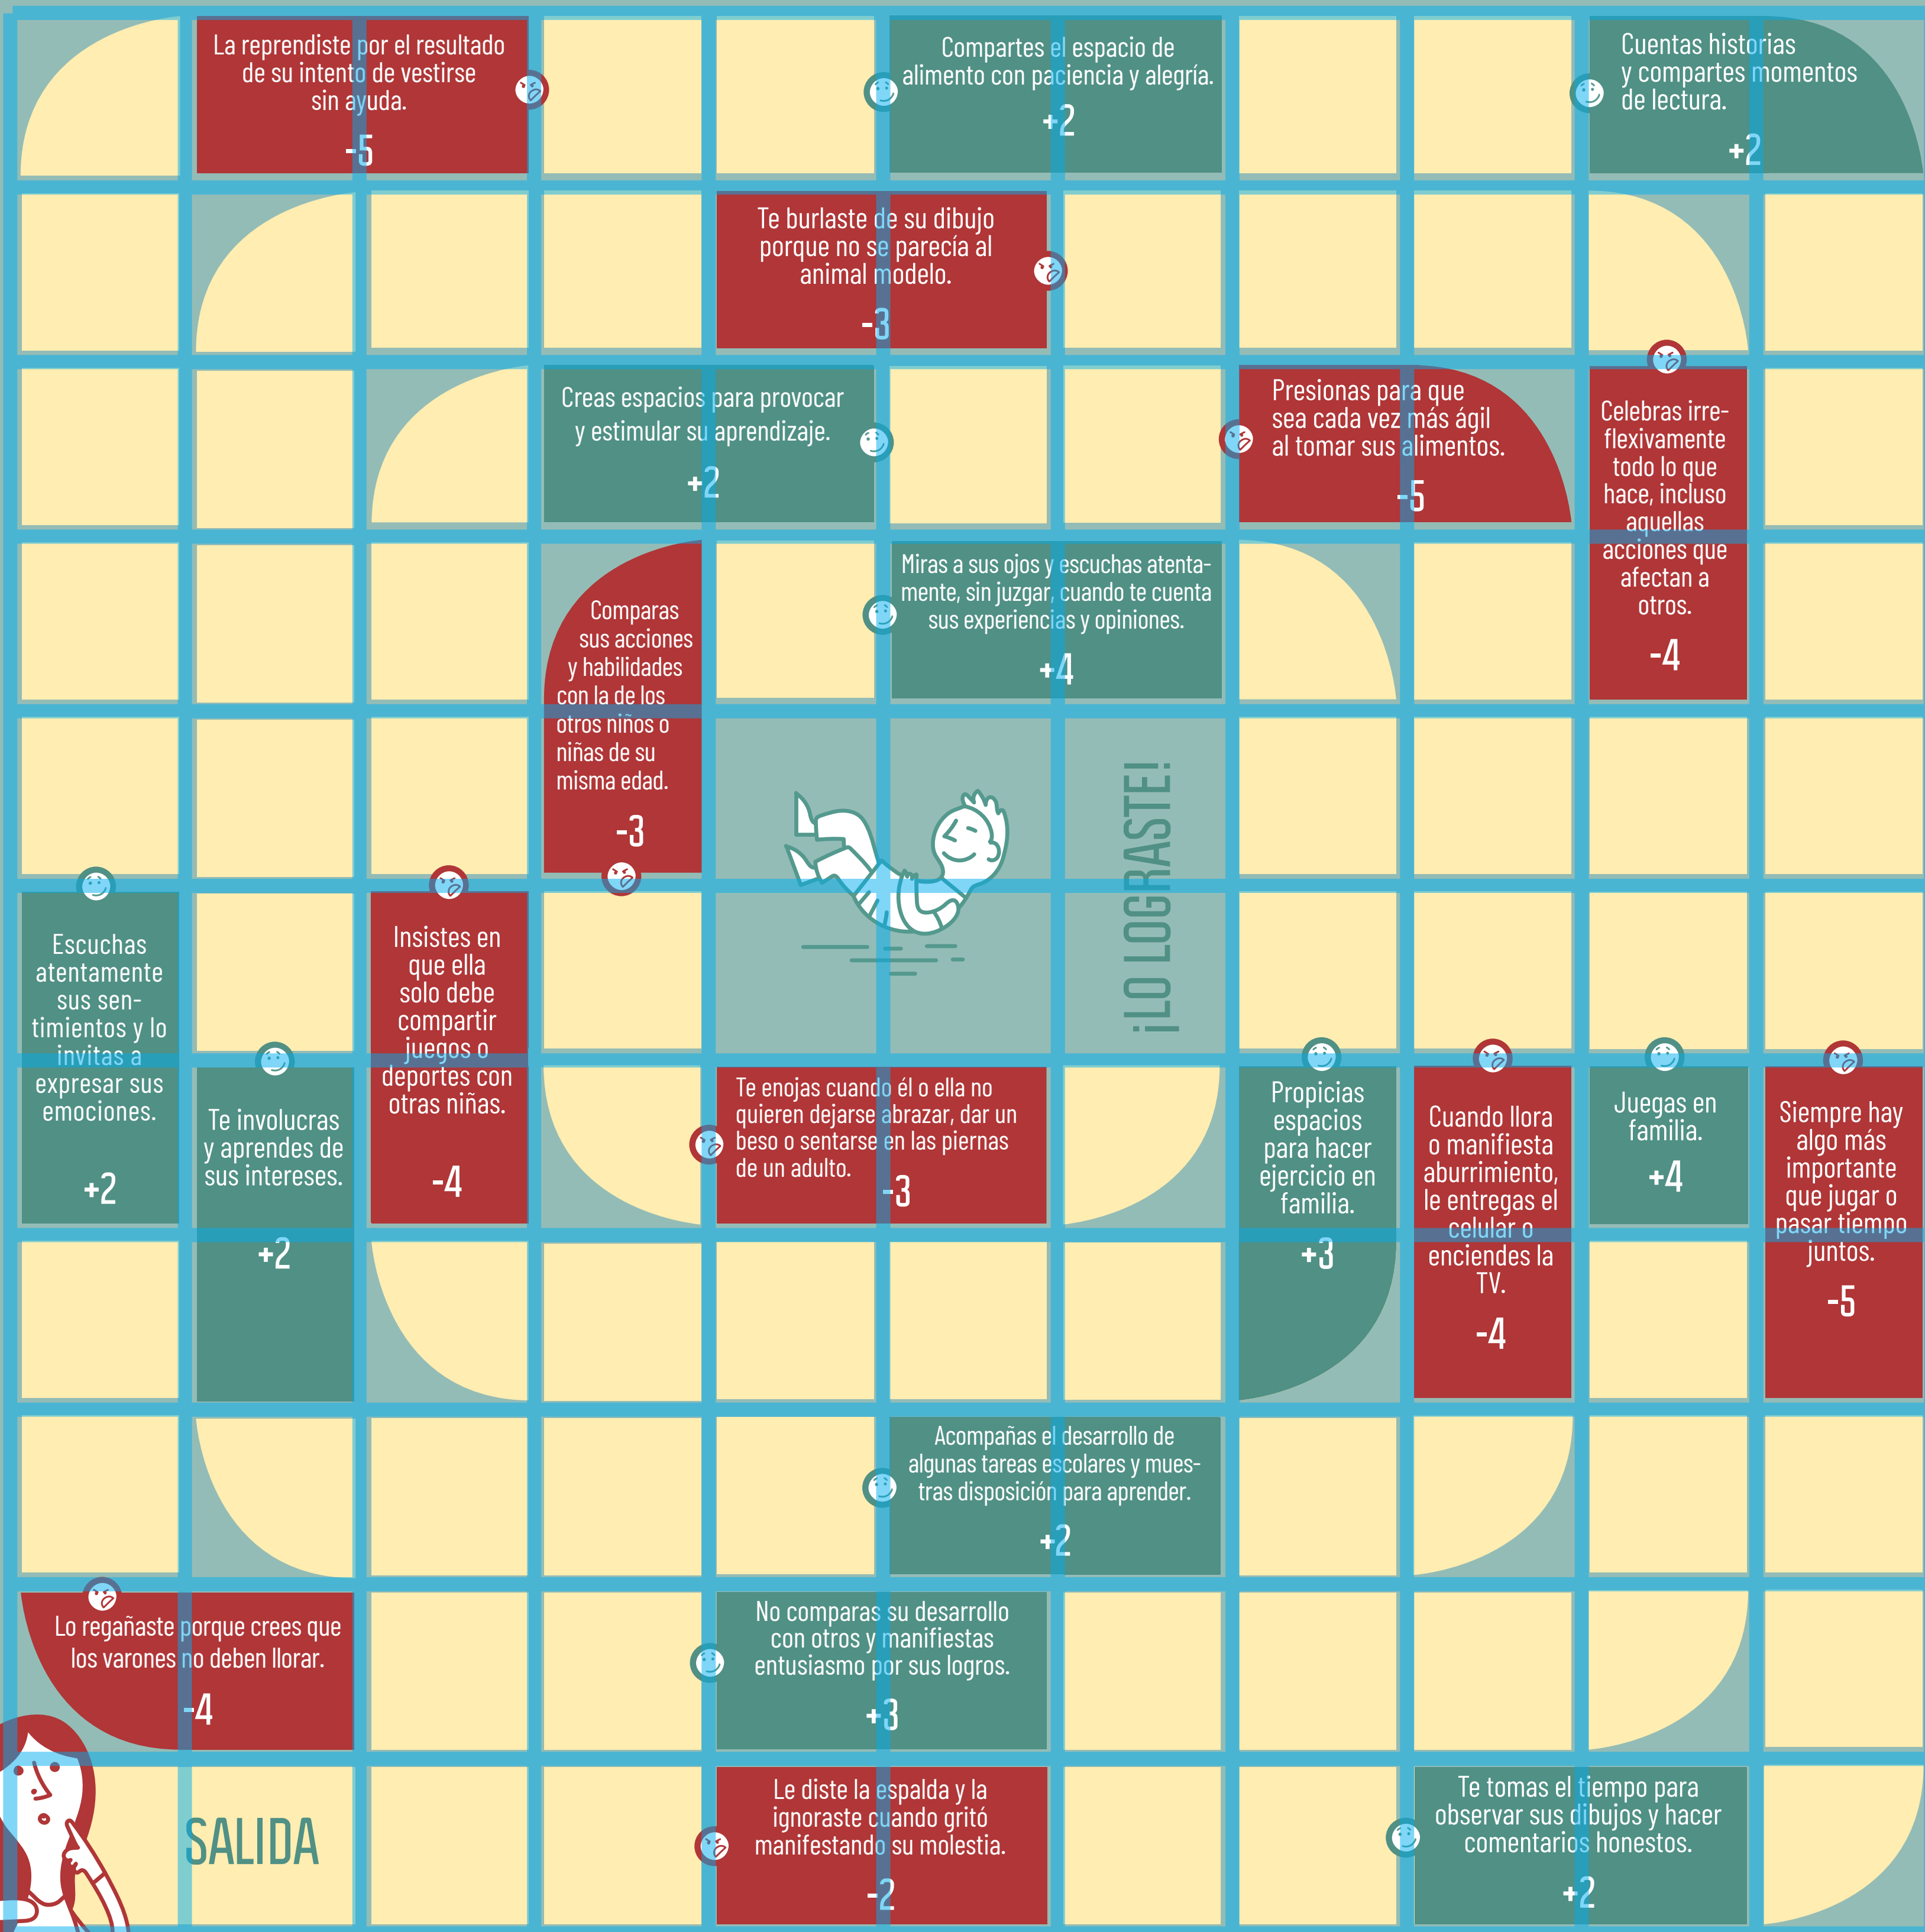 La reprendiste por el resultado
de su intento de vestirse
sin ayuda.
-5
Compartes el espacio de
alimento con paciencia y alegría.
+2
Cuentas historias
y compartes momentos
de lectura.
+2
Te burlaste de su dibujo
porque no se parecía al
animal modelo.
-3
Creas espacios para provocar
y estimular su aprendizaje.
+2
Presionas para que
sea cada vez más ágil
al tomar sus alimentos.
-5
Celebras irre-
flexivamente
todo lo que
hace, incluso
aquellas
acciones que
afectan a
otros.
-4
Comparas
sus acciones
y habilidades
con la de los
otros niños o
niñas de su
misma edad.
-3
Miras a sus ojos y escuchas atenta-
mente, sin juzgar, cuando te cuenta
sus experiencias y opiniones.
+4
¡LO LOGRASTE!
Escuchas
atentamente
sus sen-
timientos y lo
invitas a
expresar sus
emociones.
+2
Te involucras
y aprendes de
sus intereses.
+2
Insistes en
que ella
solo debe
compartir
juegos o
deportes con
otras niñas.
-4
Te enojas cuando él o ella no
quieren dejarse abrazar, dar un
beso o sentarse en las piernas
de un adulto.
-3
Propicias
espacios
para hacer
ejercicio en
familia.
+3
Cuando llora
o manifiesta
aburrimiento,
le entregas el
celular o
enciendes la
TV.
-4
Juegas en
familia.
+4
Siempre hay
algo más
importante
que jugar o
pasar tiempo
juntos.
-5
Acompañas el desarrollo de
algunas tareas escolares y mues-
tras disposición para aprender.
+2
Lo regañaste porque crees que
los varones no deben llorar.
-4
No comparas su desarrollo
con otros y manifiestas
entusiasmo por sus logros.
+3
SALIDA
Le diste la espalda y la
ignoraste cuando gritó
manifestando su molestia.
-2
Te tomas el tiempo para
observar sus dibujos y hacer
comentarios honestos.
+2